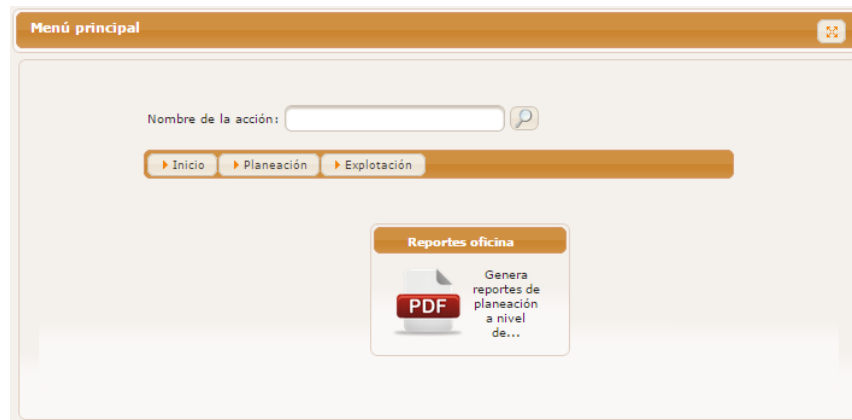 Menú principal
Nombre de la acción:
Inicio Planeación Explotación
Reportes oficina
PDF
Genera
reportes de
planeación
a nivel
de...